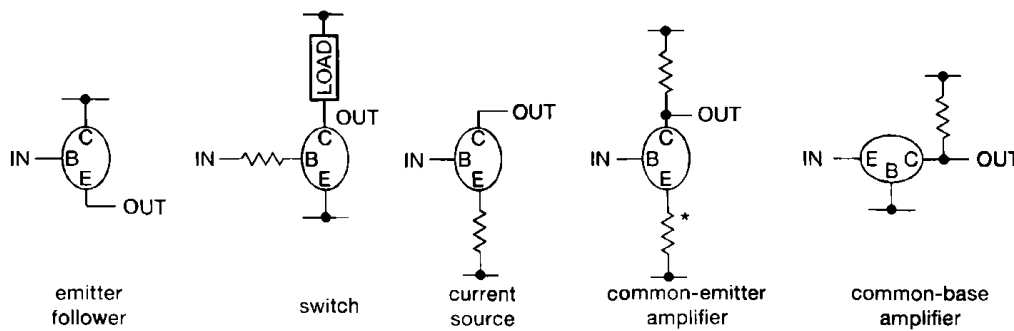 LOAD
OUT
IN
B
C
E
OUT
IN
B
C
E
OUT
IN
B
C
E
OUT
IN
B
C
E
OUT
*
IN
E
B
C
OUT
emitter
follower
switch
current
source
common-emitter
amplifier
common-base
amplifier